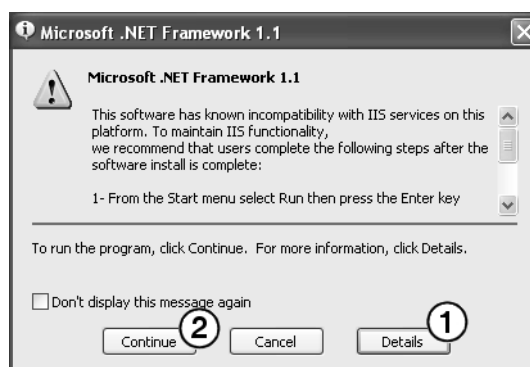 Microsoft .NET Framework 1.1
Microsoft .NET Framework 1.1
This software has known incompatibility with IIS services on this
platform. To maintain IIS functionality,
we recommend that users complete the following steps after the
software install is complete:
1- From the Start menu select Run then press the Enter key
To run the program, click Continue. For more information, click Details.
Don't display this message again
2
1
Continue
Cancel
Details